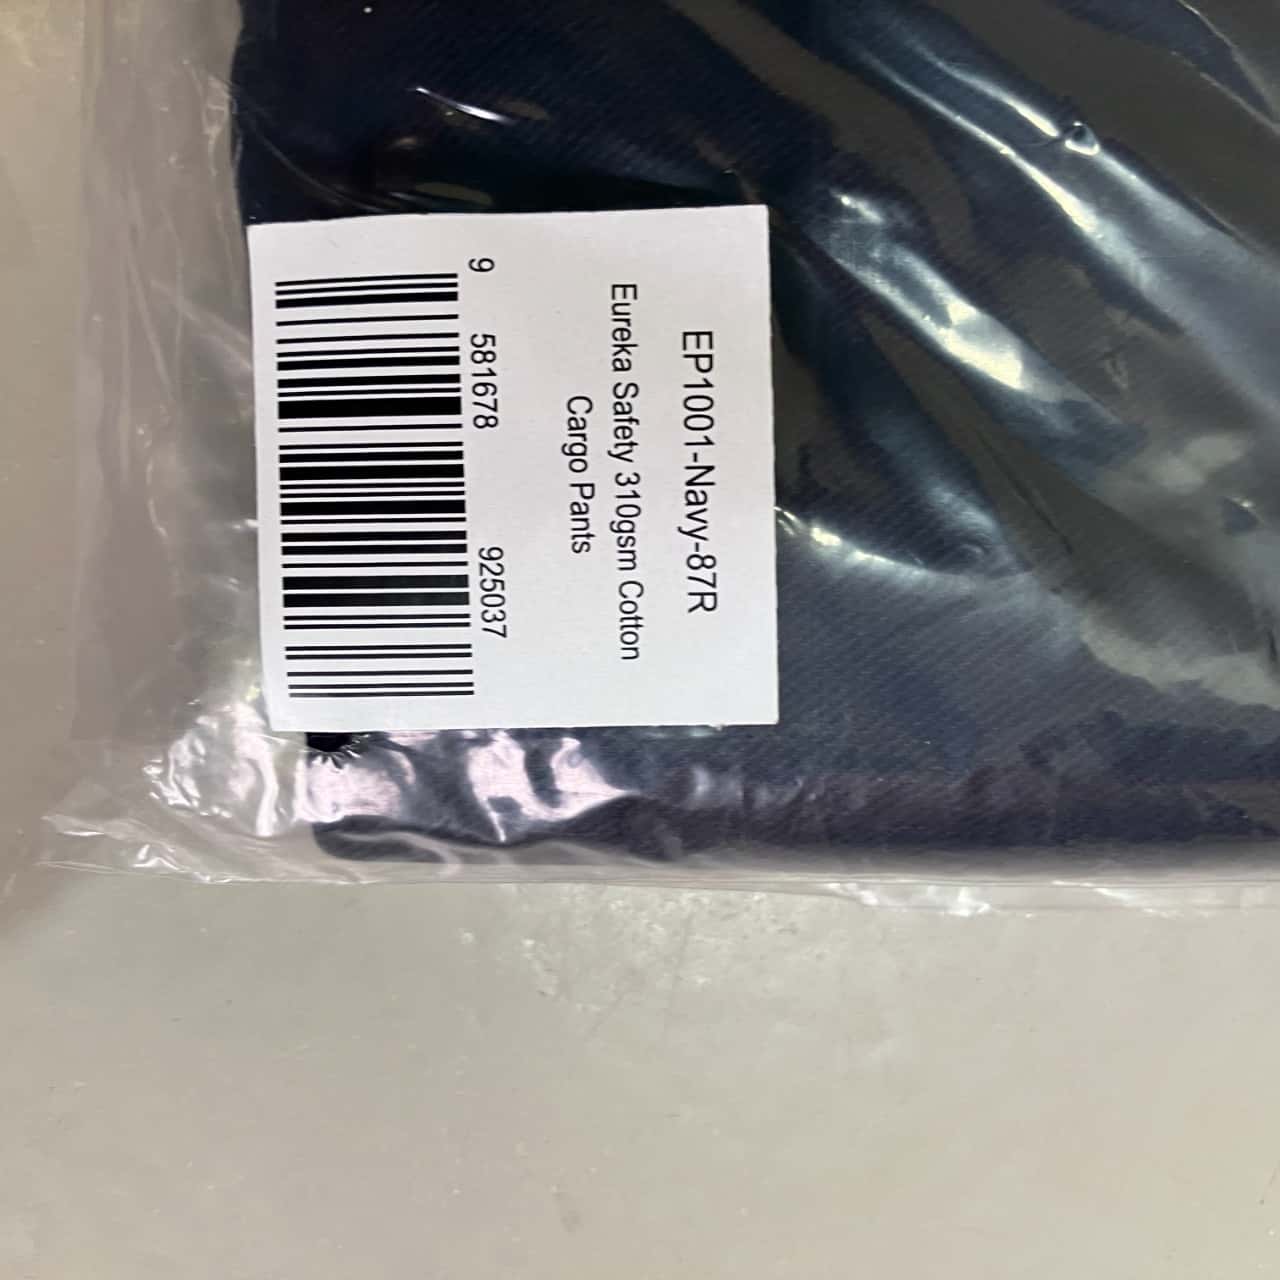 EP1001-Navy-87R
Eureka Safety 310gsm Cotton
Cargo Pants
9 581678 925037